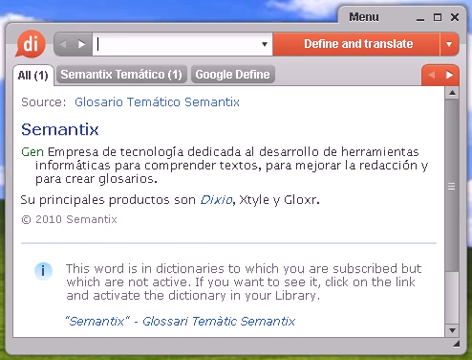 Menu
di
Define and translate
All (1)
Semantix Temático (1)
Google Define
Source: Glosario Temático Semantix
Semantix
Gen Empresa de tecnología dedicada al desarrollo de herramientas
informáticas para comprender textos, para mejorar la redacción y
para crear glosarios.
Su principales productos son Dixio, Xtyle y Gloxr.
© 2010 Semantix
i
This word is in dictionaries to which you are subscribed but
which are not active. If you want to see it, click on the link
and activate the dictionary in your Library.
"Semantix" - Glossari Temàtic Semantix